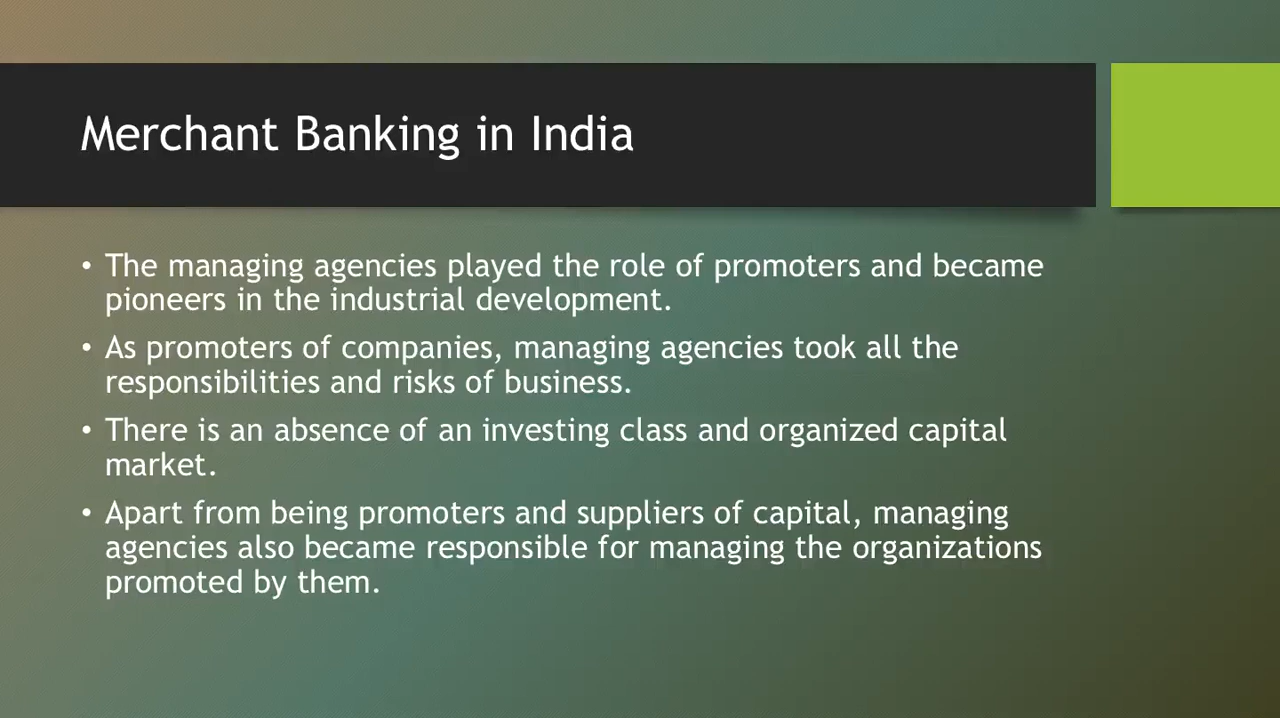 Merchant Banking in India
• The managing agencies played the role of promoters and became
pioneers in the industrial development.
• As promoters of companies, managing agencies took all the
responsibilities and risks of business.
• There is an absence of an investing class and organized capital
market.
• Apart from being promoters and suppliers of capital, managing
agencies also became responsible for managing the organizations
promoted by them.